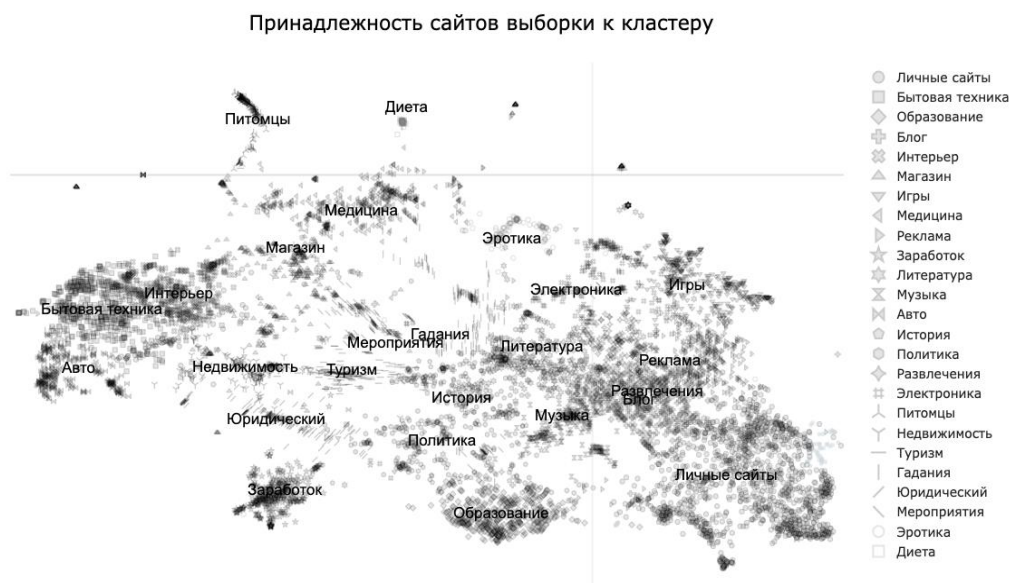 Принадлежность сайтов выборки к кластеру
Питомцы
Диета
Медицина
Магазин
Эротика
Интерьер
Бытовая техника
Электроника
Игры
Гадания
Мероприятия
Литература
Авто
Недвижимость
Туризм
Реклама
История
Развлечения
Блог
Юридический
Музыка
Политика
Личные сайты
Заработок
Образование
Личные сайты
Бытовая техника
Образование
Блог
Интерьер
Магазин
Игры
Медицина
Реклама
Заработок
Литература
Музыка
Авто
История
Политика
Развлечения
Электроника
Питомцы
Недвижимость
Туризм
Гадания
Юридический
Мероприятия
Эротика
Диета